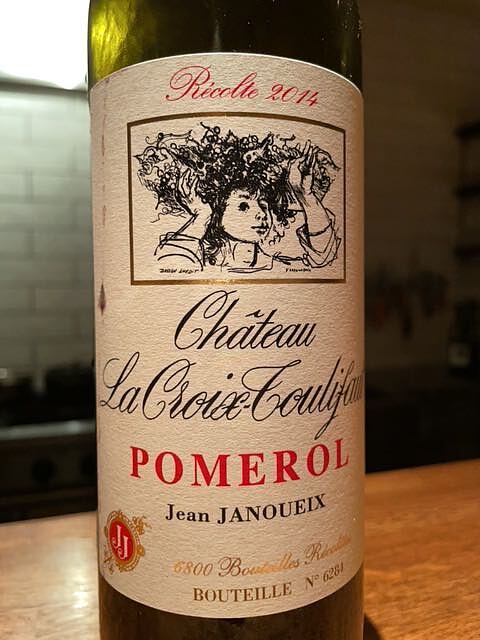 Récolte 2014
Château
La Croix-Toulifaut
POMEROL
Jean JANOUEIX
JJ
6800 Bouteilles Récoltées
BOUTEILLE N° 6284